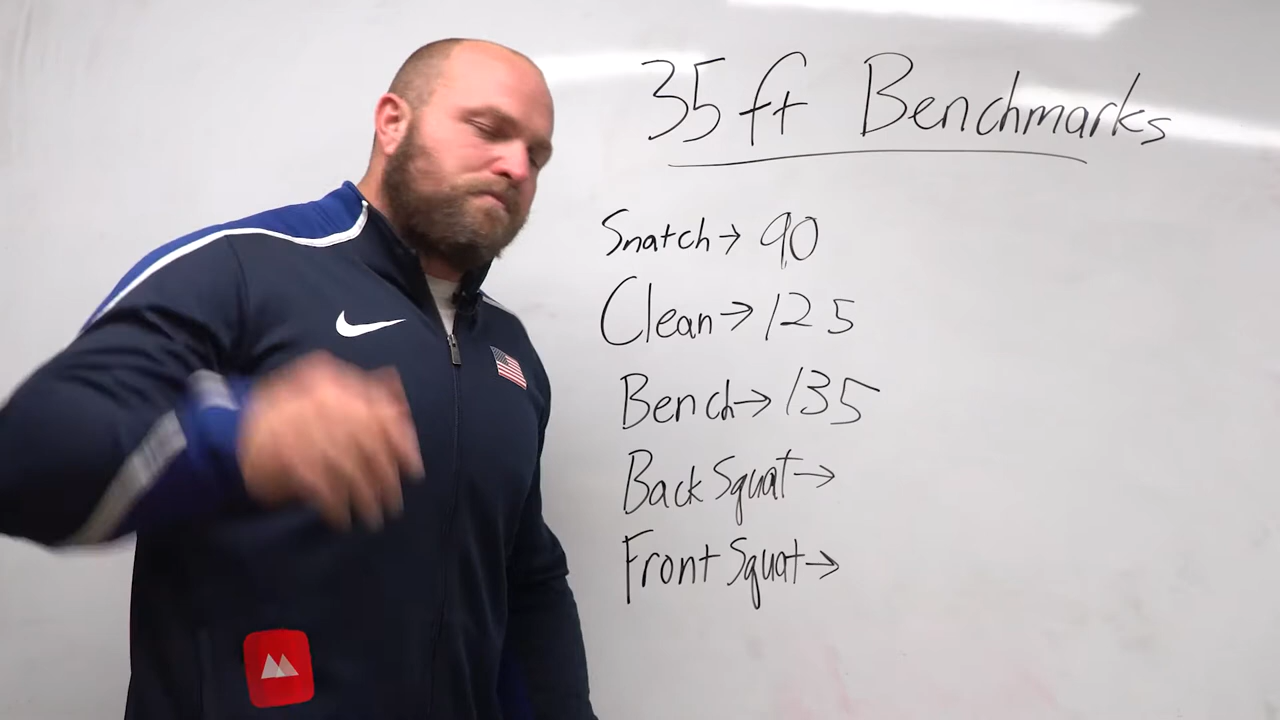 35 ft Benchmarks
Snatch → 90
Clean → 125
Bench → 135
Back Squat →
Front Squat →